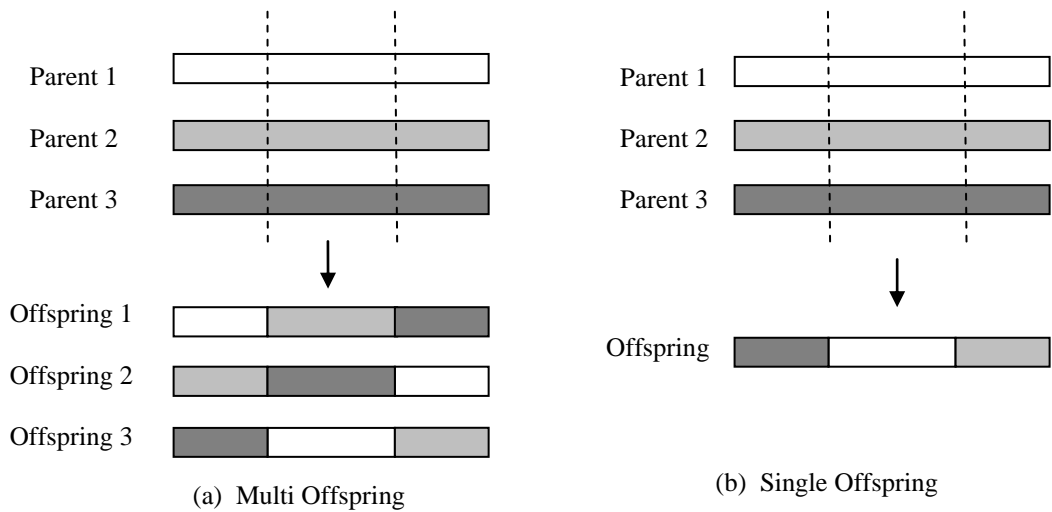 Parent 1
Parent 2
Parent 3
Offspring 1
Offspring 2
Offspring 3
(a) Multi Offspring
Parent 1
Parent 2
Parent 3
Offspring
(b) Single Offspring